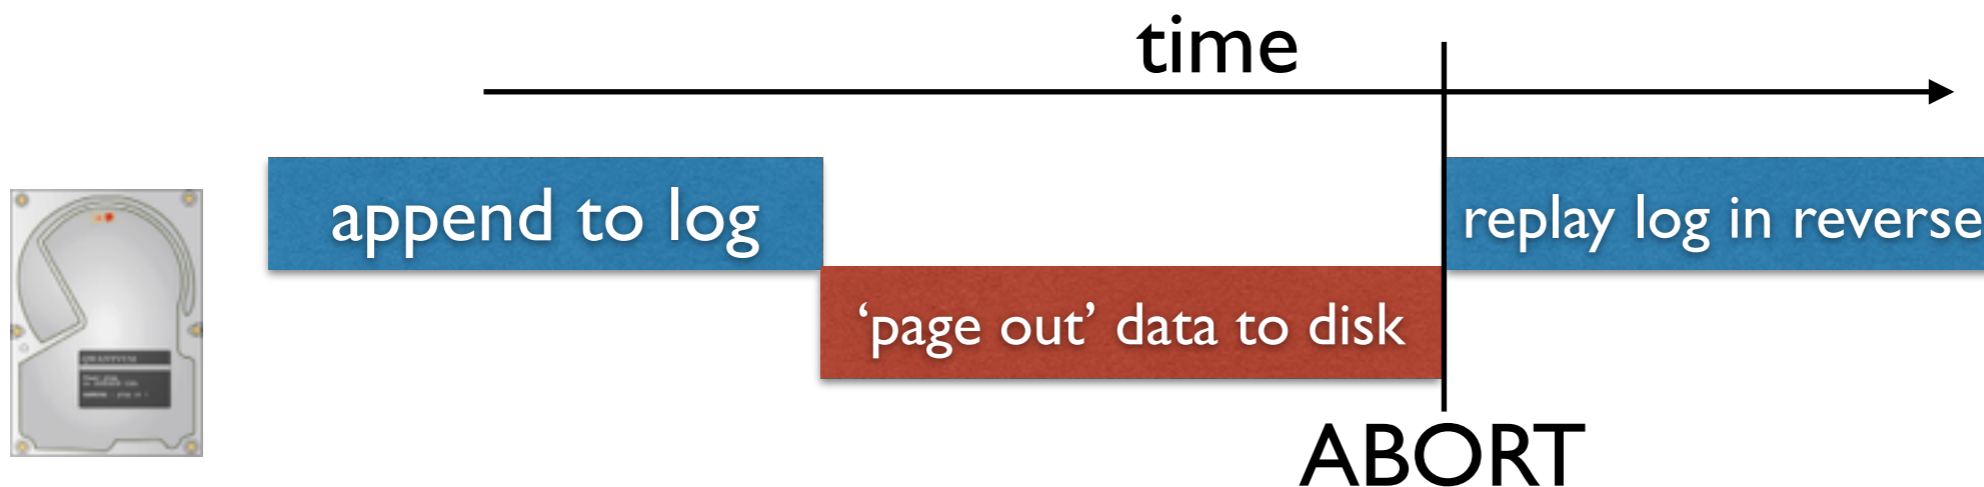 time
append to log
replay log in reverse
‘page out’ data to disk
ABORT